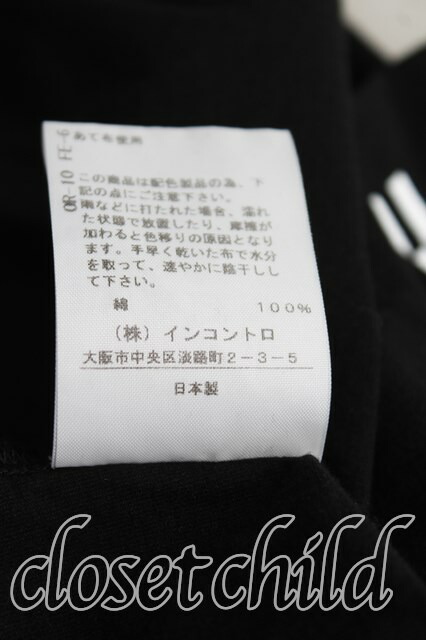 あて布使用
OR-10 FE-6
この商品は配色製品の為、下
記の点にご注意下さい。
雨などに打たれた場合、濡れ
た状態で放置したり、摩擦が
加わると色移りの原因となり
ます。手早く乾いた布で水分
を取って、速やかに陰干しし
て下さい。
綿 100%
(株)インコントロ
大阪市中央区淡路町2-3-5
日本製
closet child